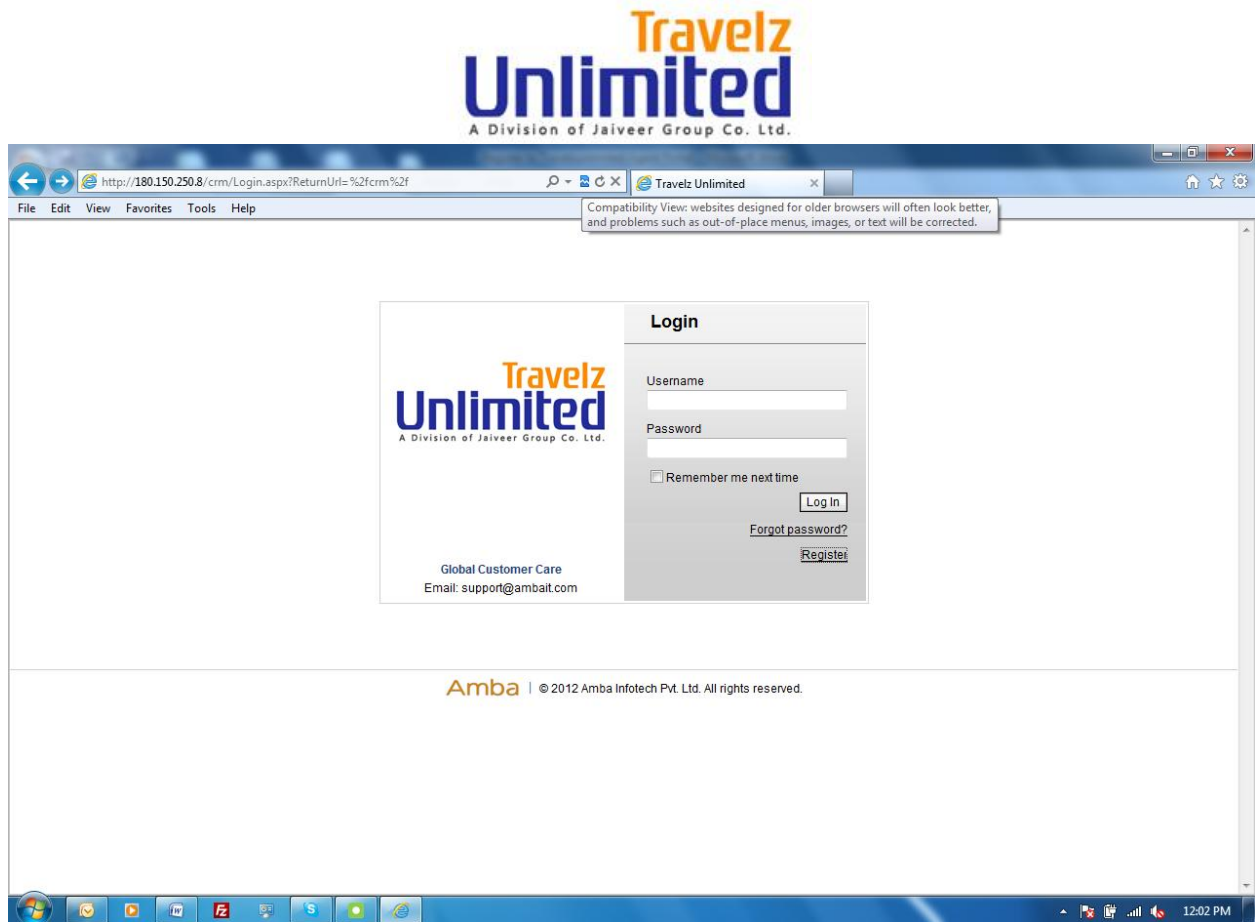 Travelz
Unlimited
A Division of Jaiveer Group Co. Ltd.
http://180.150.250.8/crm/Login.aspx?ReturnUrl=%2fcrm%2f
Travelz Unlimited
File Edit View Favorites Tools Help
Compatibility View: websites designed for older browsers will often look better,
and problems such as out-of-place menus, images, or text will be corrected.
Login
Travelz
Unlimited
A Division of Jaiveer Group Co. Ltd.
Username
Password
Remember me next time
Log In
Forgot password?
Register
Global Customer Care
Email: support@ambait.com
Amba | © 2012 Amba Infotech Pvt. Ltd. All rights reserved.
12:02 PM